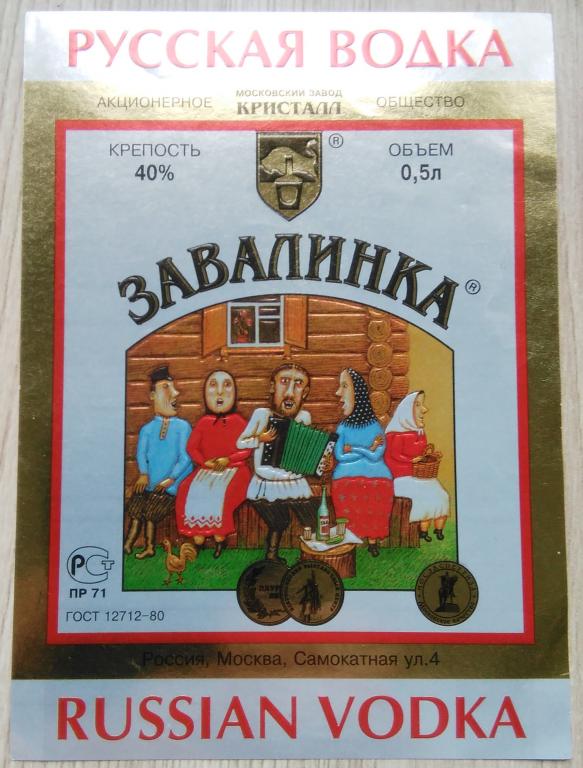 РУССКАЯ ВОДКА
АКЦИОНЕРНОЕ МОСКОВСКИЙ ЗАВОД КРИСТАЛЛ ОБЩЕСТВО
КРЕПОСТЬ
40%
®
ОБЪЕМ
0,5л
ЗАВАЛИНКА®
РСТ
ПР 71
ГОСТ 12712-80
Россия, Москва, Самокатная ул.4
RUSSIAN VODKA